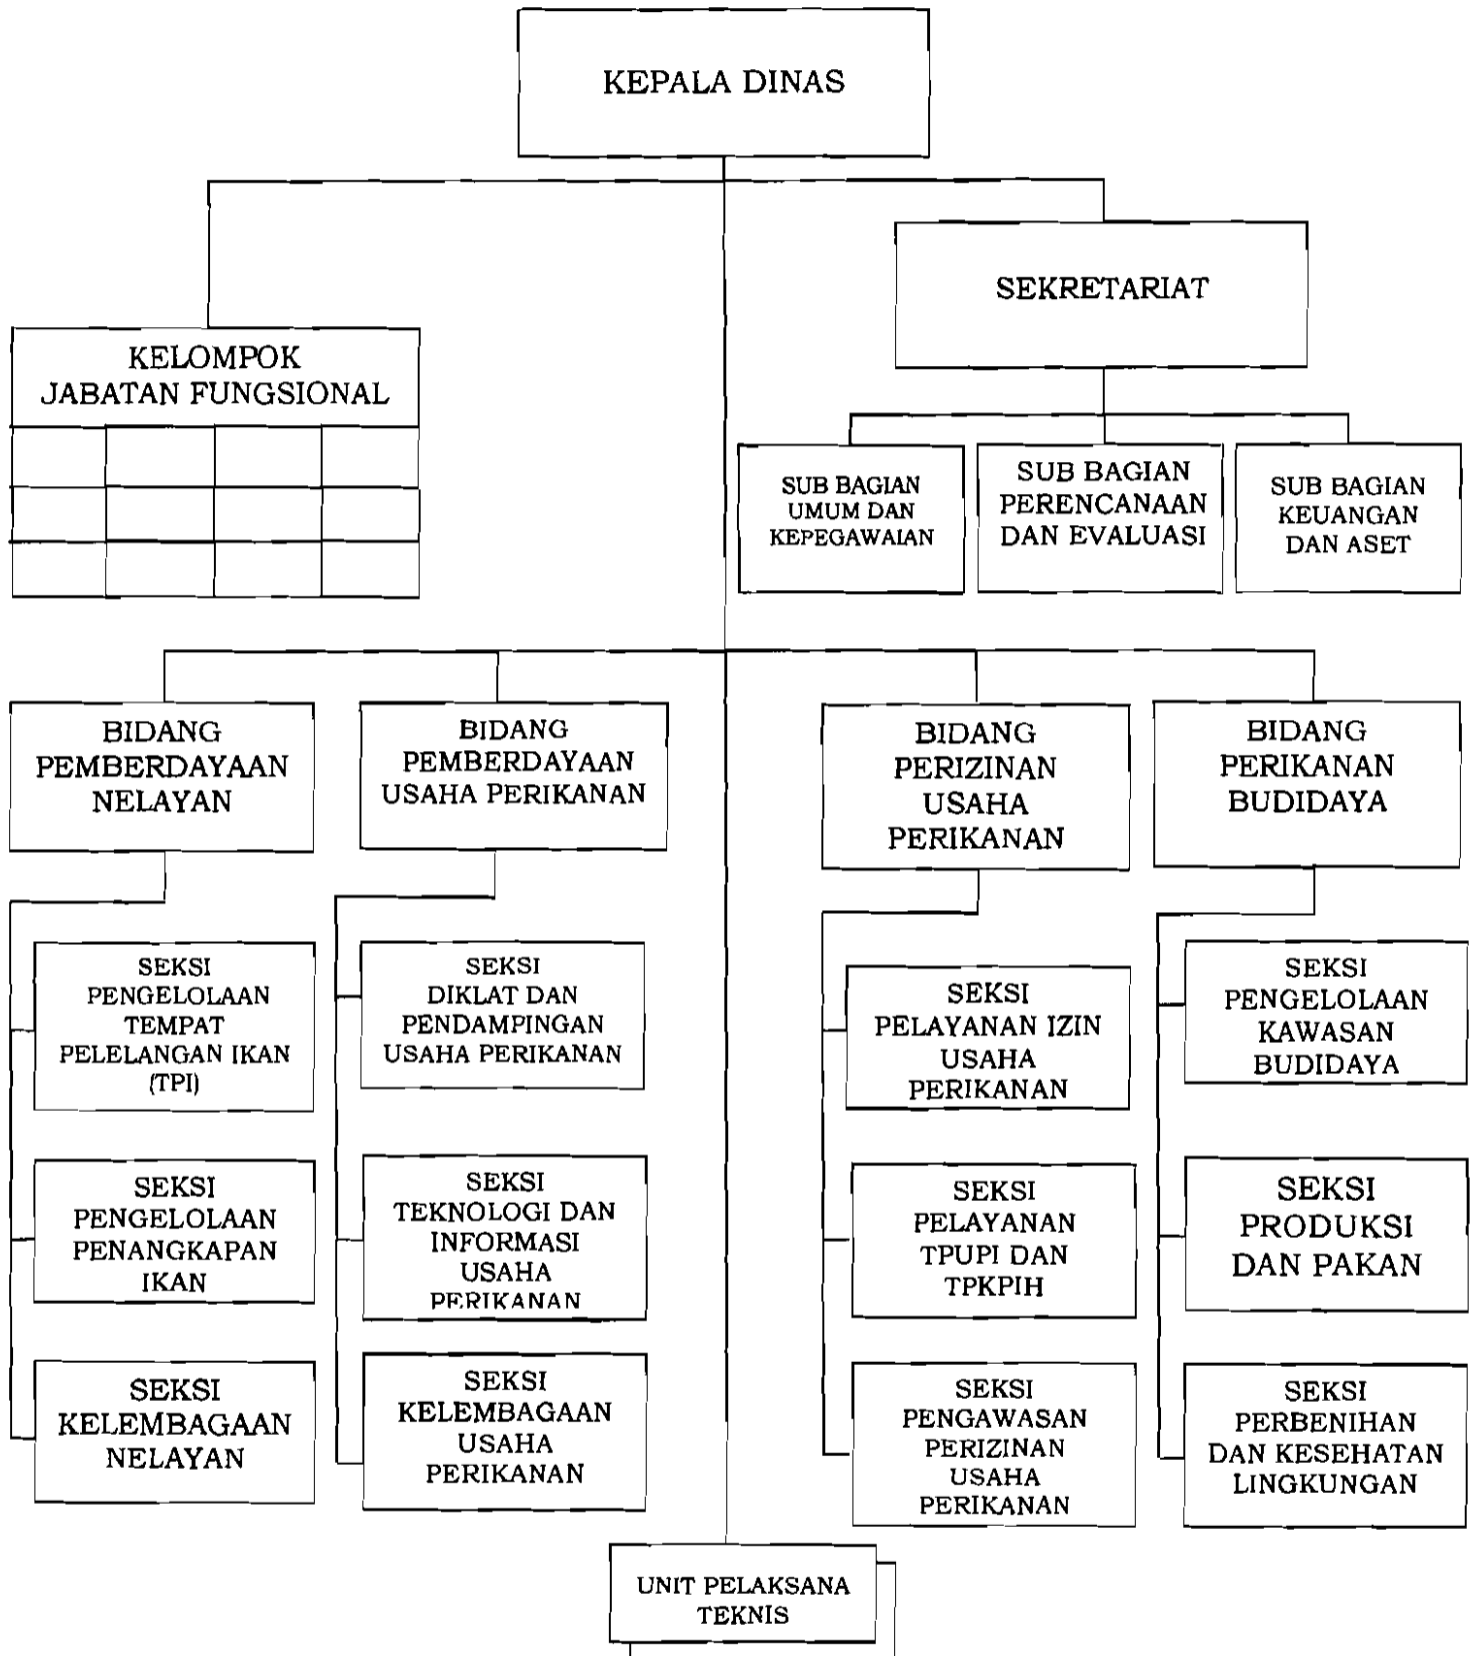 KEPALA DINAS
SEKRETARIAT
KELOMPOK
JABATAN FUNGSIONAL
SUB BAGIAN
UMUM DAN
KEPEGAWAIAN
SUB BAGIAN
PERENCANAAN
DAN EVALUASI
SUB BAGIAN
KEUANGAN
DAN ASET
BIDANG
PEMBERDAYAAN
NELAYAN
BIDANG
PEMBERDAYAAN
USAHA PERIKANAN
BIDANG
PERIZINAN
USAHA
PERIKANAN
BIDANG
PERIKANAN
BUDIDAYA
SEKSI
PENGELOLAAN
TEMPAT
PELELANGAN IKAN
(TPI)
SEKSI
DIKLAT DAN
PENDAMPINGAN
USAHA PERIKANAN
SEKSI
PELAYANAN IZIN
USAHA
PERIKANAN
SEKSI
PENGELOLAAN
KAWASAN
BUDIDAYA
SEKSI
PENGELOLAAN
PENANGKAPAN
IKAN
SEKSI
TEKNOLOGI DAN
INFORMASI
USAHA
PERIKANAN
SEKSI
PELAYANAN
TPUPI DAN
TPKPIH
SEKSI
PRODUKSI
DAN PAKAN
SEKSI
KELEMBAGAAN
NELAYAN
SEKSI
KELEMBAGAAN
USAHA
PERIKANAN
SEKSI
PENGAWASAN
PERIZINAN
USAHA
PERIKANAN
SEKSI
PERBENIHAN
DAN KESEHATAN
LINGKUNGAN
UNIT PELAKSANA
TEKNIS